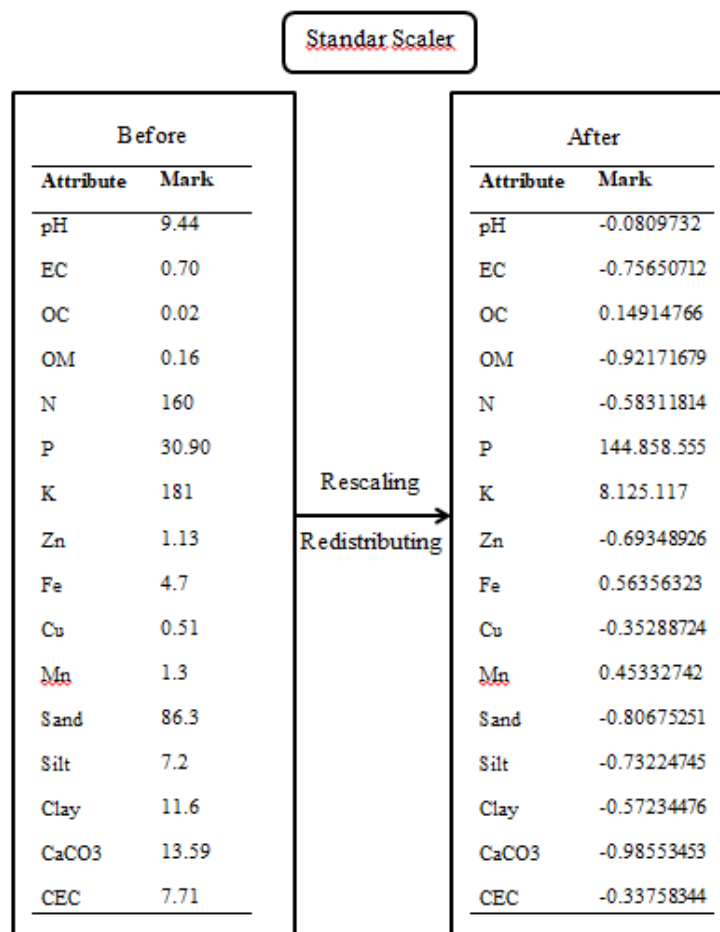 Standar Scaler
Before
Attribute Mark
pH 9.44
EC 0.70
OC 0.02
OM 0.16
N 160
P 30.90
K 181
Zn 1.13
Fe 4.7
Cu 0.51
Mn 1.3
Sand 86.3
Silt 7.2
Clay 11.6
CaCO3 13.59
CEC 7.71
Rescaling
Redistributing
After
Attribute Mark
pH -0.0809732
EC -0.75650712
OC 0.14914766
OM -0.92171679
N -0.58311814
P 144.858.555
K 8.125.117
Zn -0.69348926
Fe 0.56356323
Cu -0.35288724
Mn 0.45332742
Sand -0.80675251
Silt -0.73224745
Clay -0.57234476
CaCO3 -0.98553453
CEC -0.33758344